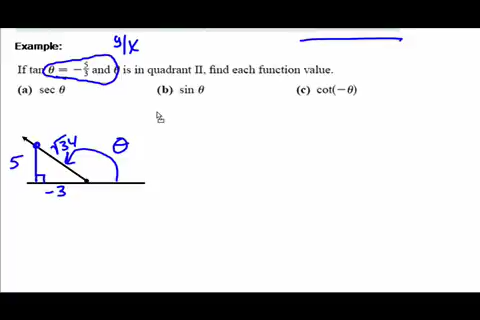 y/x
Example:
If tan θ = -5/3 and θ is in quadrant II, find each function value.
(a) sec θ (b) sin θ (c) cot(-θ)
√34 θ
5
-3